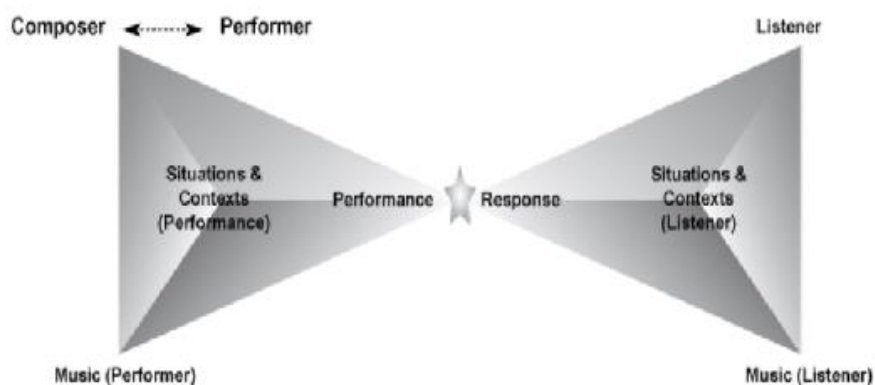 Composer
Performer
Listener
Situations &
Contexts
(Performance)
Performance
Response
Situations &
Contexts
(Listener)
Music (Performer)
Music (Listener)